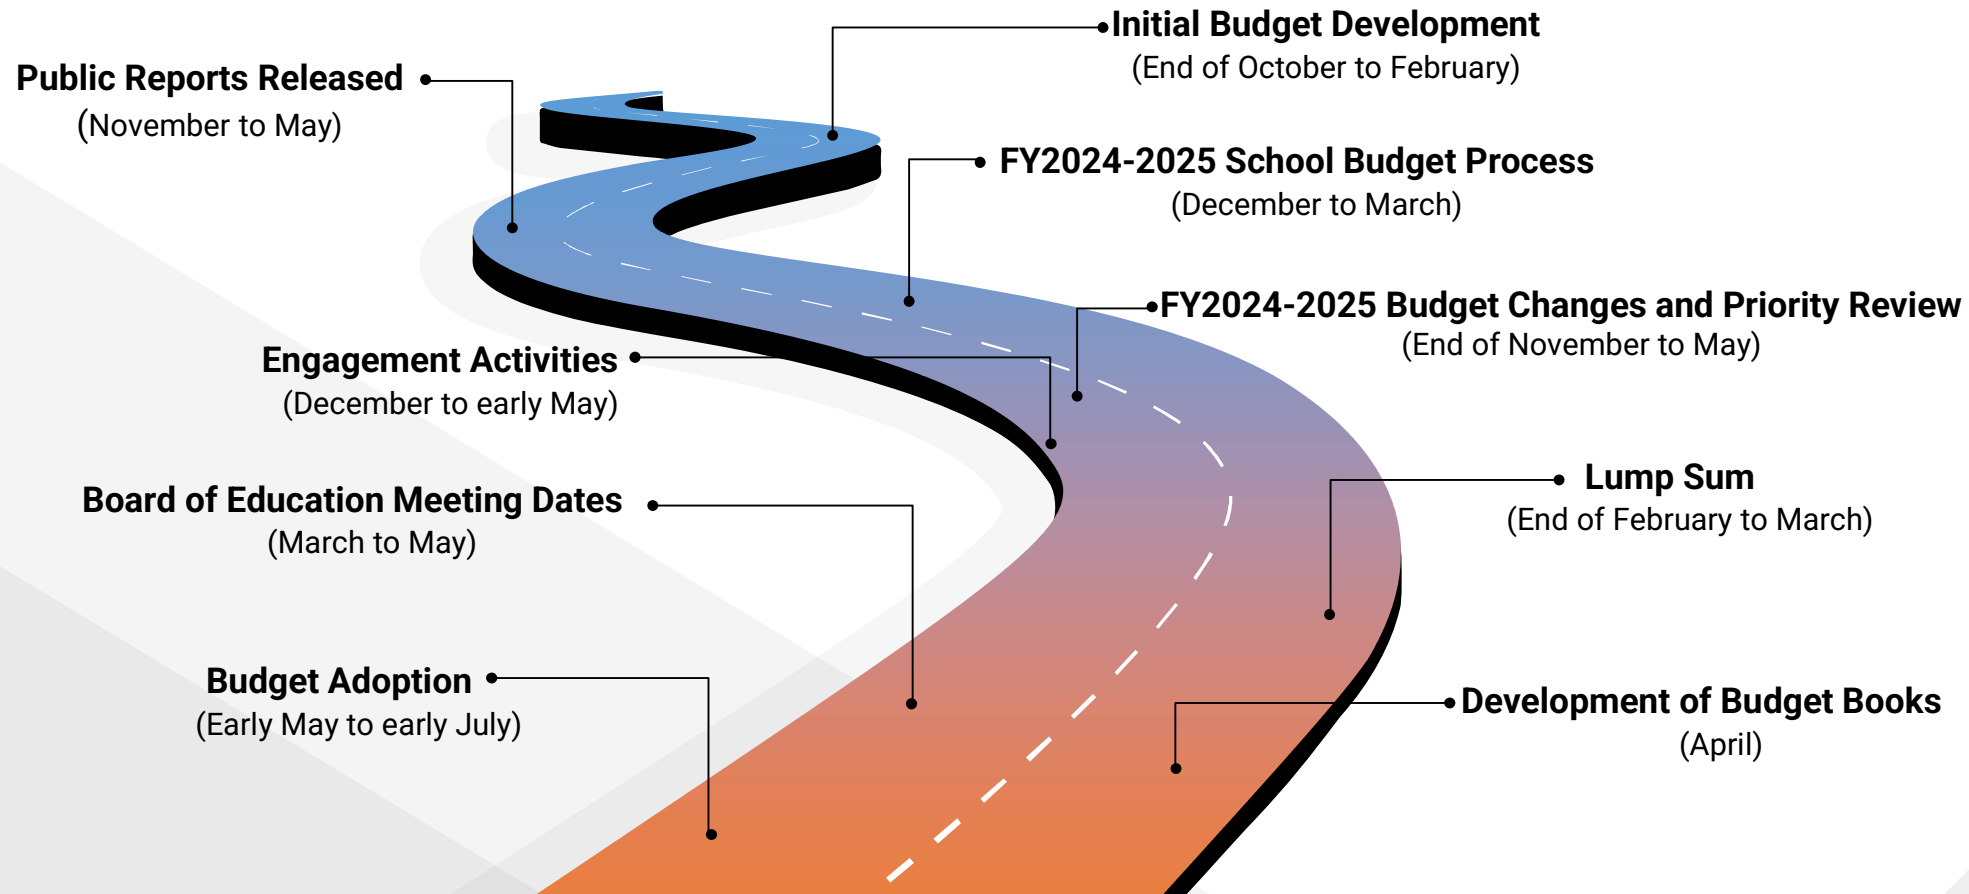 Initial Budget Development
(End of October to February)
Public Reports Released
(November to May)
FY2024-2025 School Budget Process
(December to March)
FY2024-2025 Budget Changes and Priority Review
(End of November to May)
Engagement Activities
(December to early May)
Lump Sum
(End of February to March)
Board of Education Meeting Dates
(March to May)
Budget Adoption
(Early May to early July)
Development of Budget Books
(April)